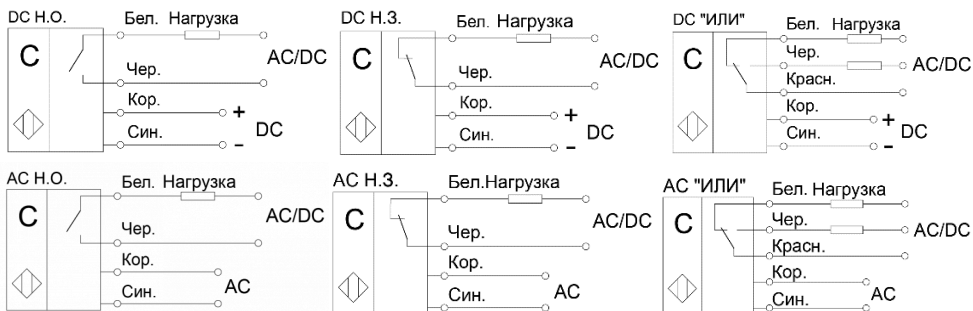 DC Н.О.
Бел. Нагрузка
C
AC/DC
Чер.
Кор.
+
DC
Син.
-
DC Н.З.
Бел. Нагрузка
C
AC/DC
Чер.
Кор.
+
DC
Син.
-
DC "ИЛИ"
Бел. Нагрузка
C
Чер.
AC/DC
Красн.
Кор.
+
DC
Син.
-
AC Н.О.
Бел. Нагрузка
C
AC/DC
Чер.
Кор.
AC
Син.
AC Н.З.
Бел.Нагрузка
C
AC/DC
Чер.
Кор.
AC
Син.
AC "ИЛИ"
Бел. Нагрузка
C
Чер.
AC/DC
Красн.
Кор.
AC
Син.